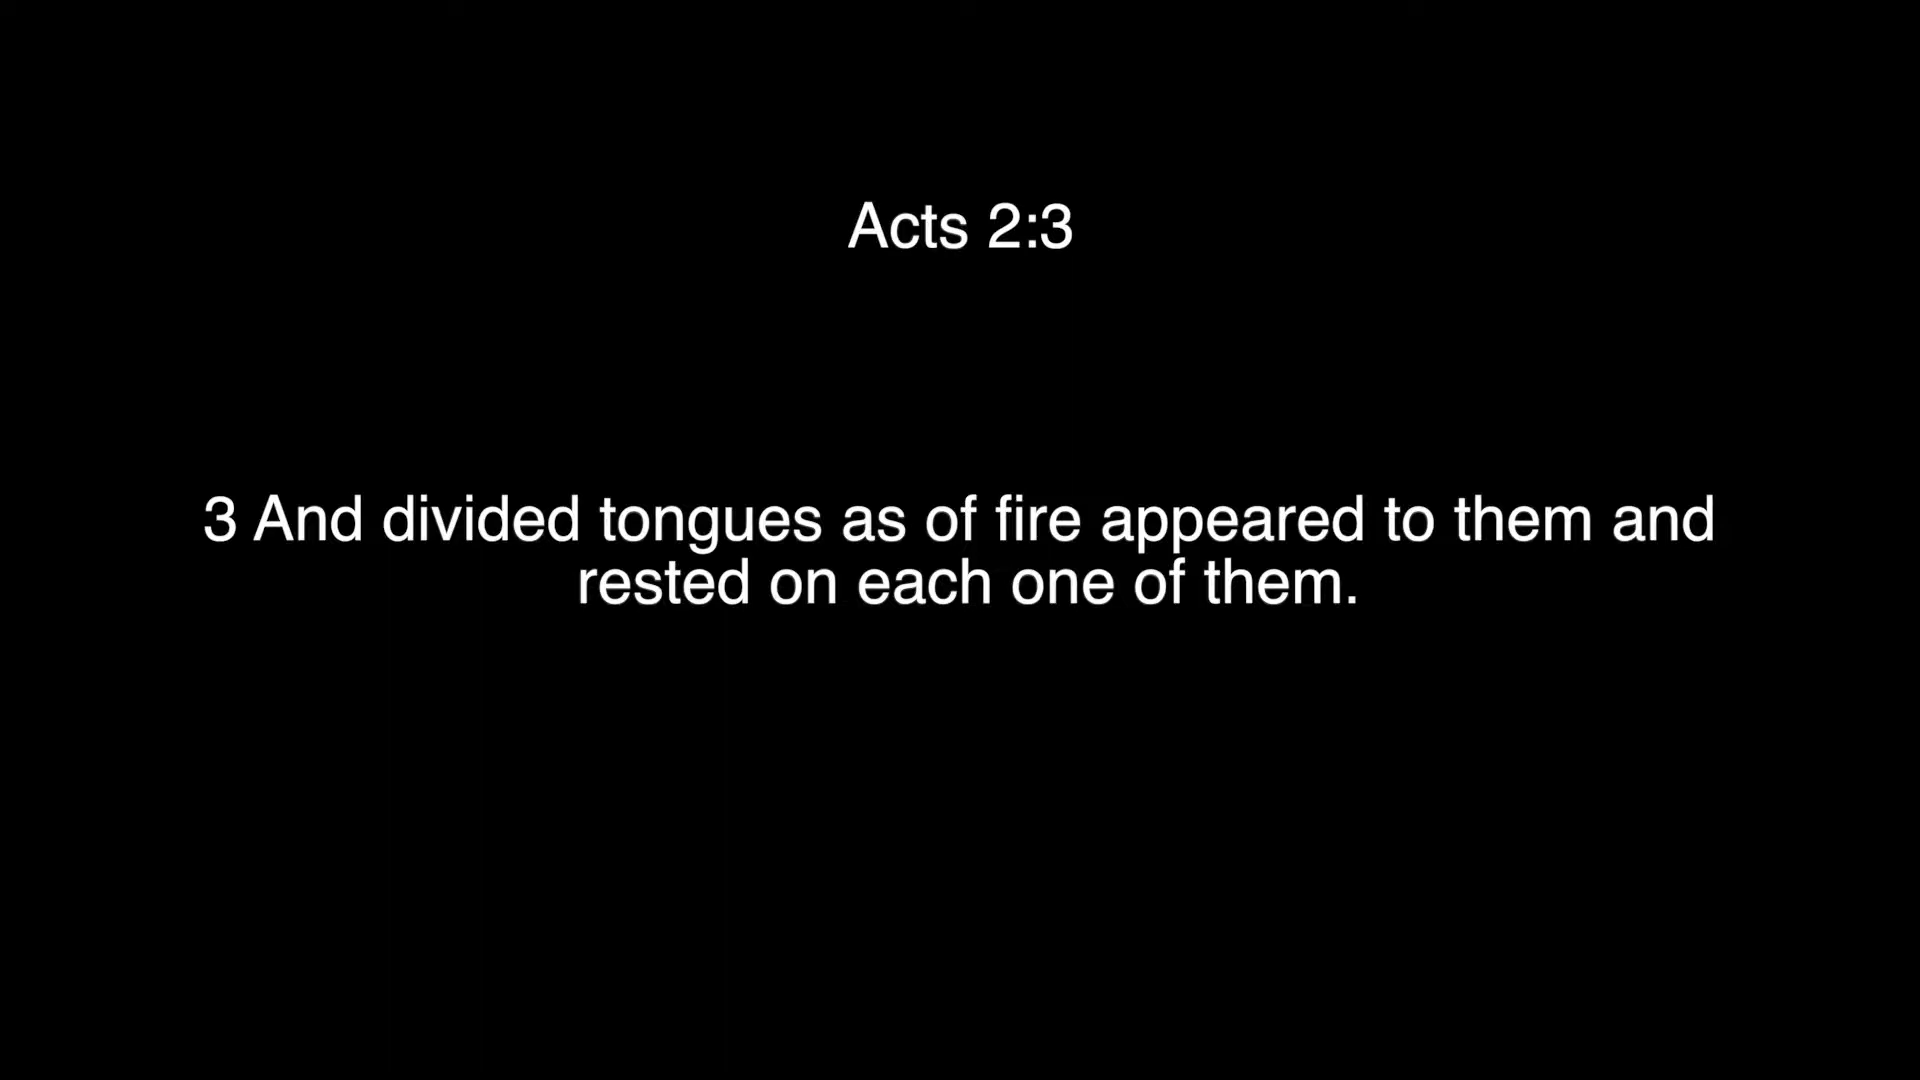 Acts 2:3
3 And divided tongues as of fire appeared to them and
rested on each one of them.